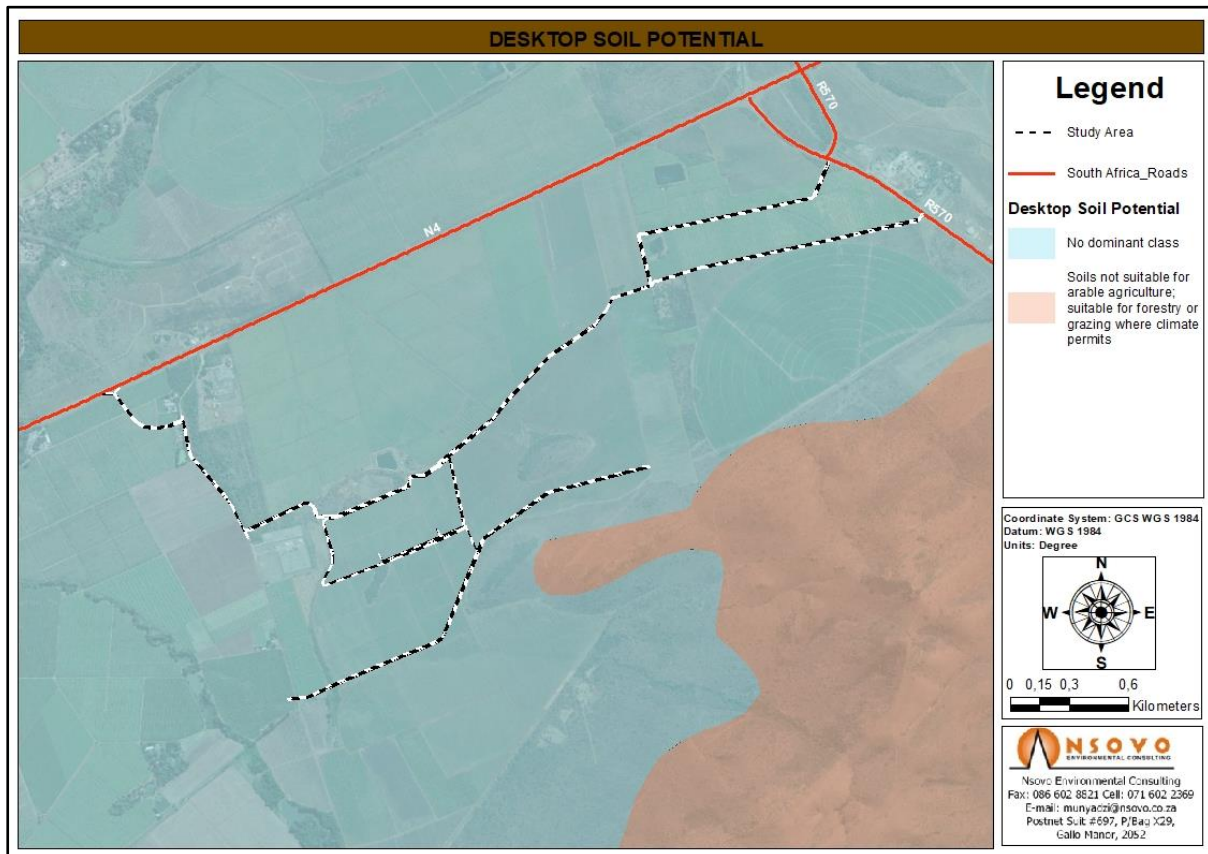 DESKTOP SOIL POTENTIAL
R570
N4
R570
Legend
Study Area
South Africa_Roads
Desktop Soil Potential
No dominant class
Soils not suitable for
arable agriculture;
suitable for forestry or
grazing where climate
permits
Coordinate System: GCS WGS 1984
Datum: WGS 1984
Units: Degree
N
W E
S
0 0,15 0,3 0,6
Kilometers
NSOVO
ENVIRONMENTAL CONSULTING
Nsovo Environmental Consulting
Fax: 086 602 8821 Cell: 071 602 2369
E-mail: munyadzi@nsovo.co.za
Postnet Suit #697, P/Bag X29,
Gallo Manor, 2052